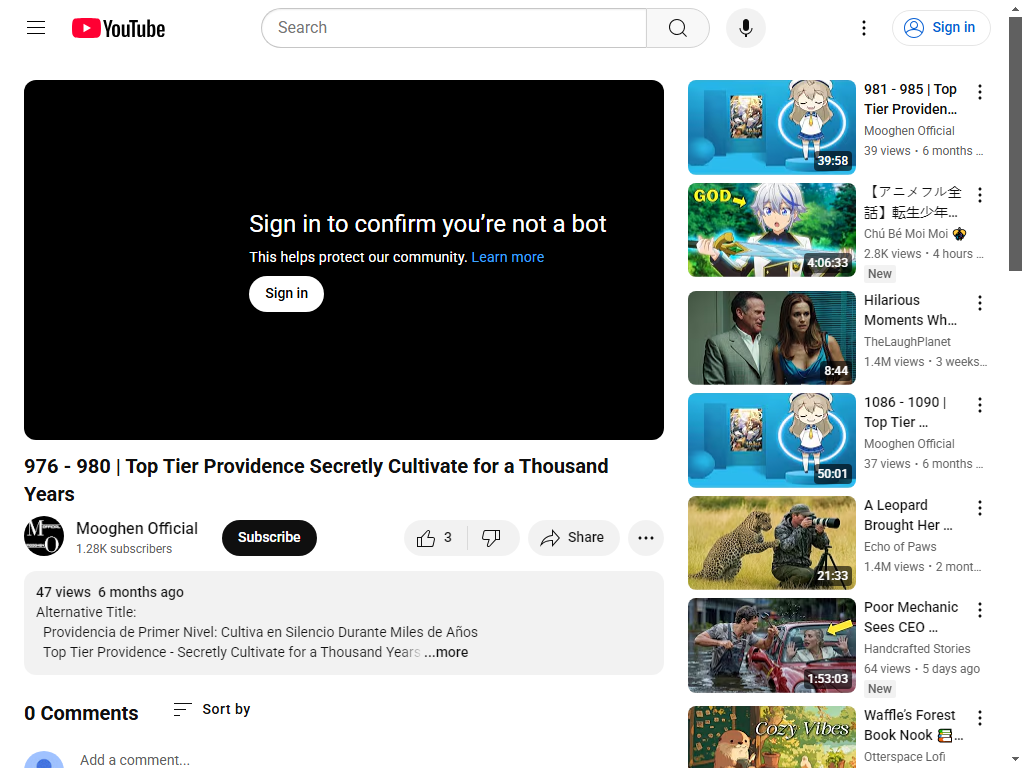 YouTube
Search
Sign in
Sign in to confirm you’re not a bot
This helps protect our community. Learn more
Sign in
976 - 980 | Top Tier Providence Secretly Cultivate for a Thousand
Years
Mooghen Official
1.28K subscribers
Subscribe
3
Share
47 views 6 months ago
Alternative Title:
Providencia de Primer Nivel: Cultiva en Silencio Durante Miles de Años
Top Tier Providence - Secretly Cultivate for a Thousand Years ...more
0 Comments
Sort by
Add a comment...
39:58
981 - 985 | Top
Tier Providen...
Mooghen Official
39 views • 6 months ...
GOD
4:06:33
【アニメフル全
話】転生少年...
Chú Bé Moi Moi
2.8K views • 4 hours ...
New
8:44
Hilarious
Moments Wh...
TheLaughPlanet
1.4M views • 3 weeks...
50:01
1086 - 1090 |
Top Tier ...
Mooghen Official
37 views • 6 months ...
21:33
A Leopard
Brought Her ...
Echo of Paws
1.4M views • 2 mont...
1:53:03
Poor Mechanic
Sees CEO ...
Handcrafted Stories
64 views • 5 days ago
New
Cozy Vibes
Waffle's Forest
Book Nook ...
Otterspace Lofi